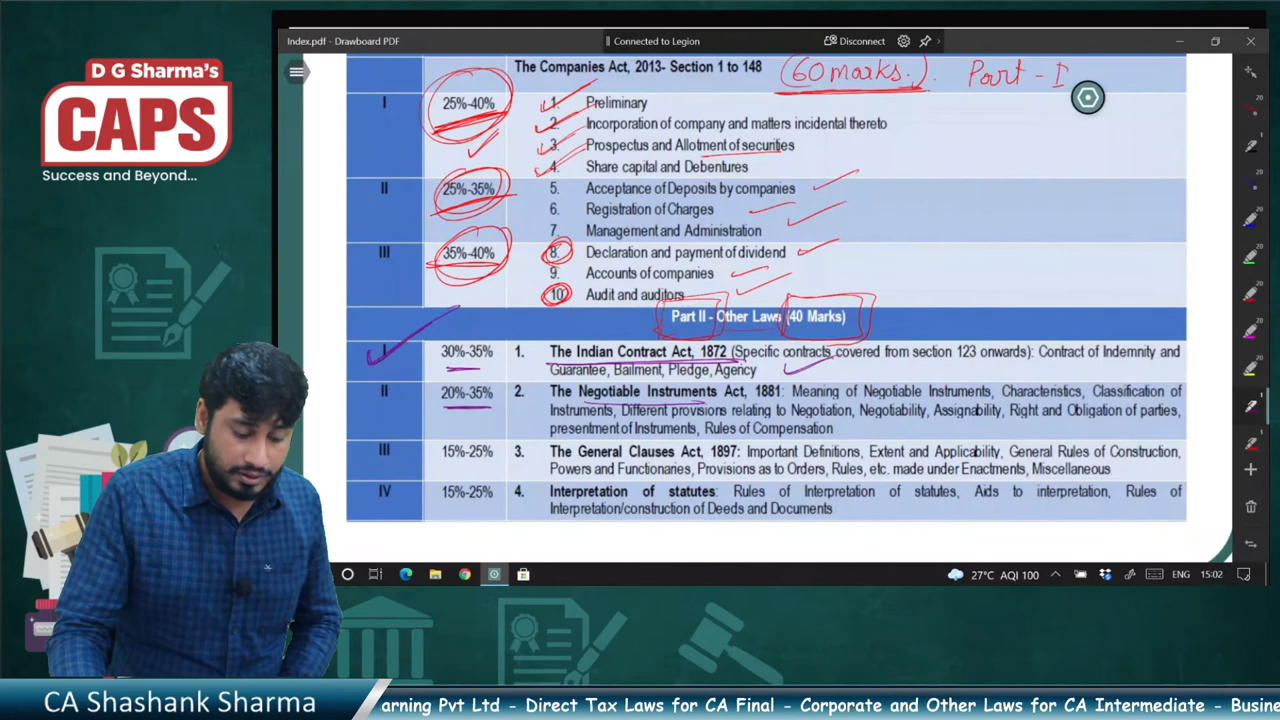 Index.pdf - Drawboard PDF
Connected to Legion
Disconnect
D G Sharma's
CAPS
Success and Beyond...
The Companies Act, 2013- Section 1 to 148
(60 marks.). Part - I
I
25%-40%
1. Preliminary
2. Incorporation of company and matters incidental thereto
3. Prospectus and Allotment of securities
4. Share capital and Debentures
II
25%-35%
5. Acceptance of Deposits by companies
6. Registration of Charges
7. Management and Administration
III
35%-40%
8. Declaration and payment of dividend
9. Accounts of companies
10. Audit and auditors
Part II - Other Laws (40 Marks)
I
30%-35%
1. The Indian Contract Act, 1872 (Specific contracts covered from section 123 onwards): Contract of Indemnity and
Guarantee, Bailment, Pledge, Agency
II
20%-35%
2. The Negotiable Instruments Act, 1881: Meaning of Negotiable Instruments, Characteristics, Classification of
Instruments, Different provisions relating to Negotiation, Negotiability, Assignability, Right and Obligation of parties,
presentment of Instruments, Rules of Compensation
III
15%-25%
3. The General Clauses Act, 1897: Important Definitions, Extent and Applicability, General Rules of Construction,
Powers and Functionaries, Provisions as to Orders, Rules, etc. made under Enactments, Miscellaneous
IV
15%-25%
4. Interpretation of statutes: Rules of Interpretation of statutes, Aids to interpretation, Rules of
Interpretation/construction of Deeds and Documents
27°C AQI 100
ENG
15:02
CA Shashank Sharma
arning Pvt Ltd - Direct Tax Laws for CA Final - Corporate and Other Laws for CA Intermediate - Busine